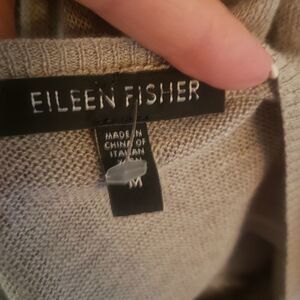 EILEEN FISHER
MADE IN
CHINA OF
ITALIAN
M